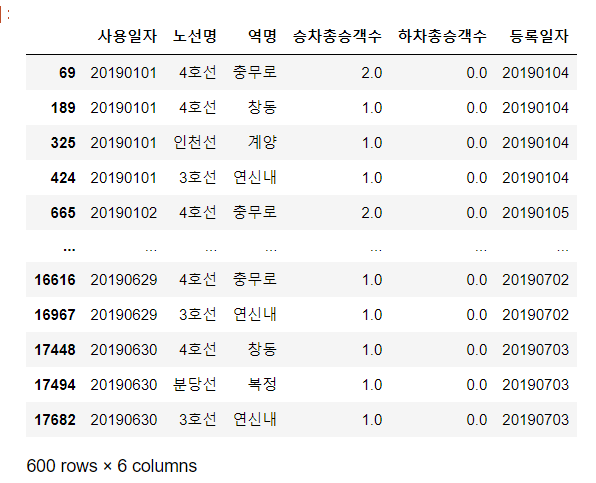 사용일자 노선명 역명 승차총승객수 하차총승객수 등록일자
69 20190101 4호선 충무로 2.0 0.0 20190104
189 20190101 4호선 창동 1.0 0.0 20190104
325 20190101 인천선 계양 1.0 0.0 20190104
424 20190101 3호선 연신내 1.0 0.0 20190104
665 20190102 4호선 충무로 2.0 0.0 20190105
... ... ... ... ... ... ...
16616 20190629 4호선 충무로 1.0 0.0 20190702
16967 20190629 3호선 연신내 1.0 0.0 20190702
17448 20190630 4호선 창동 1.0 0.0 20190703
17494 20190630 분당선 복정 1.0 0.0 20190703
17682 20190630 3호선 연신내 1.0 0.0 20190703
600 rows × 6 columns